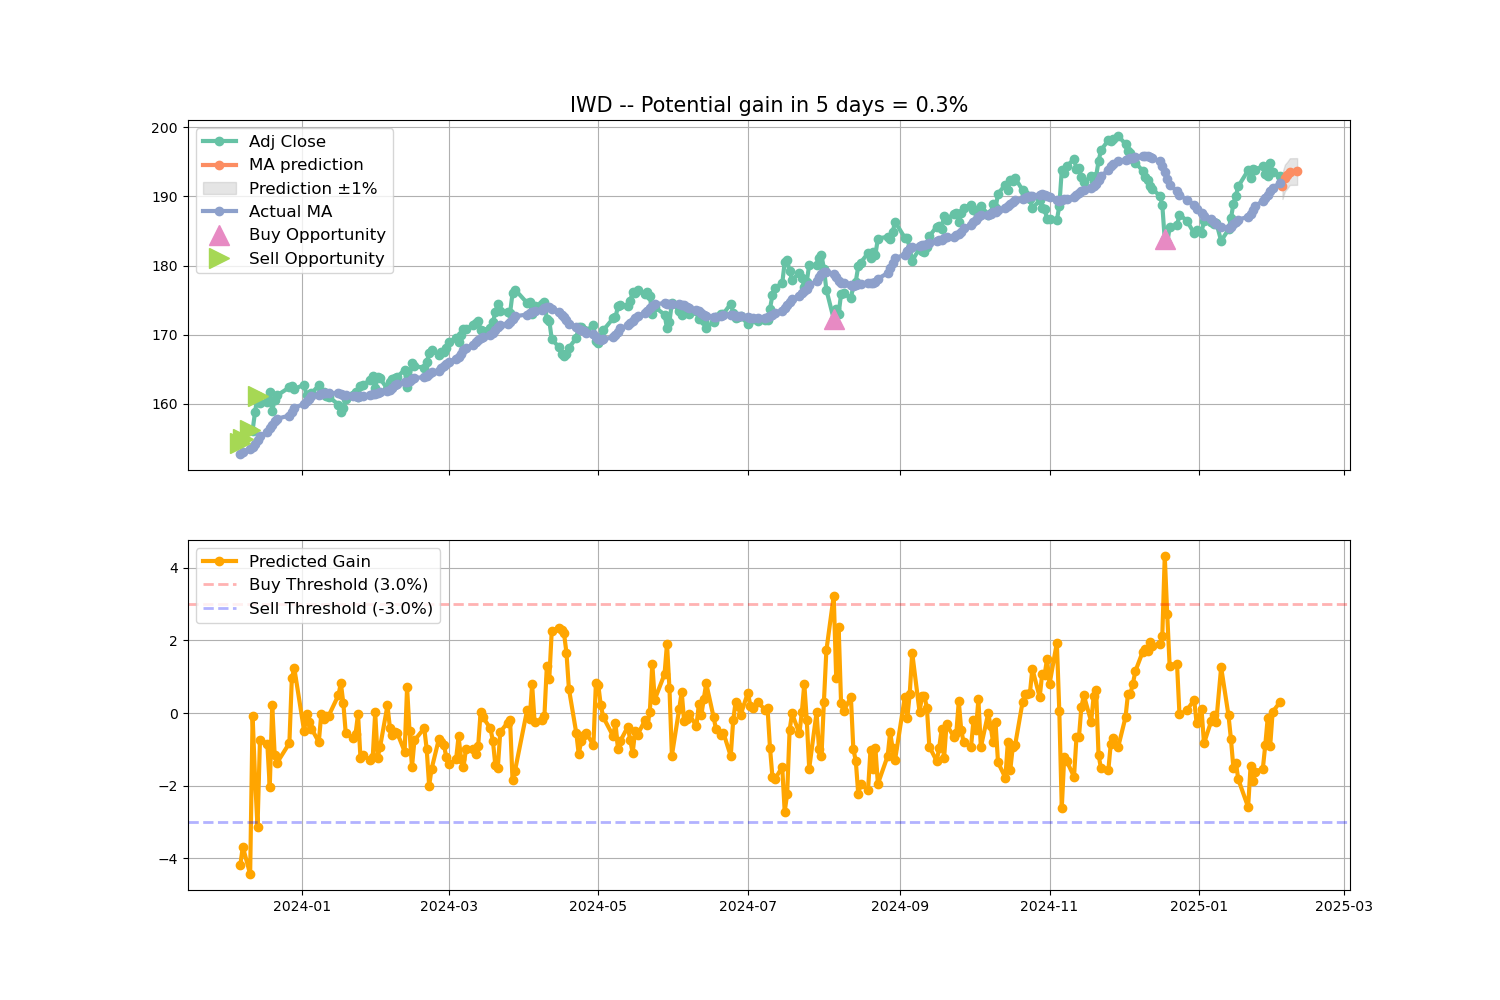 IWD -- Potential gain in 5 days = 0.3%
200
190
180
170
160
Adj Close
MA prediction
Prediction ±1%
Actual MA
Buy Opportunity
Sell Opportunity
4
2
0
−2
−4
Predicted Gain
Buy Threshold (3.0%)
Sell Threshold (-3.0%)
2024-01 2024-03 2024-05 2024-07 2024-09 2024-11 2025-01 2025-03